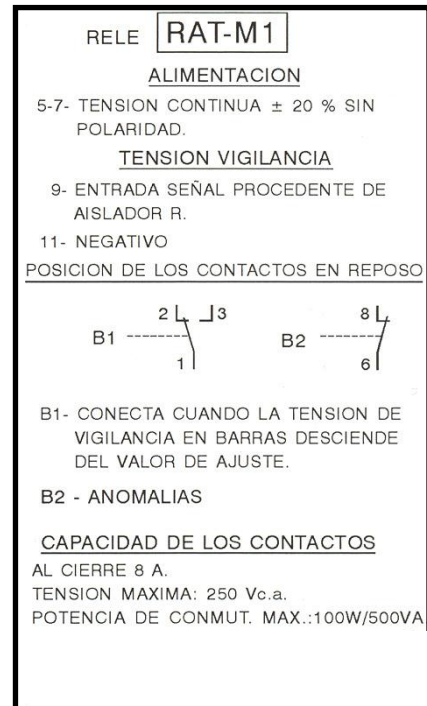 RELE RAT-M1
ALIMENTACION
5-7- TENSION CONTINUA ± 20 % SIN
POLARIDAD.
TENSION VIGILANCIA
9- ENTRADA SEÑAL PROCEDENTE DE
AISLADOR R.
11- NEGATIVO
POSICION DE LOS CONTACTOS EN REPOSO
2 3 8
B1 B2
1 6
B1- CONECTA CUANDO LA TENSION DE
VIGILANCIA EN BARRAS DESCIENDE
DEL VALOR DE AJUSTE.
B2 - ANOMALIAS
CAPACIDAD DE LOS CONTACTOS
AL CIERRE 8 A.
TENSION MAXIMA: 250 Vc.a.
POTENCIA DE CONMUT. MAX.:100W/500VA